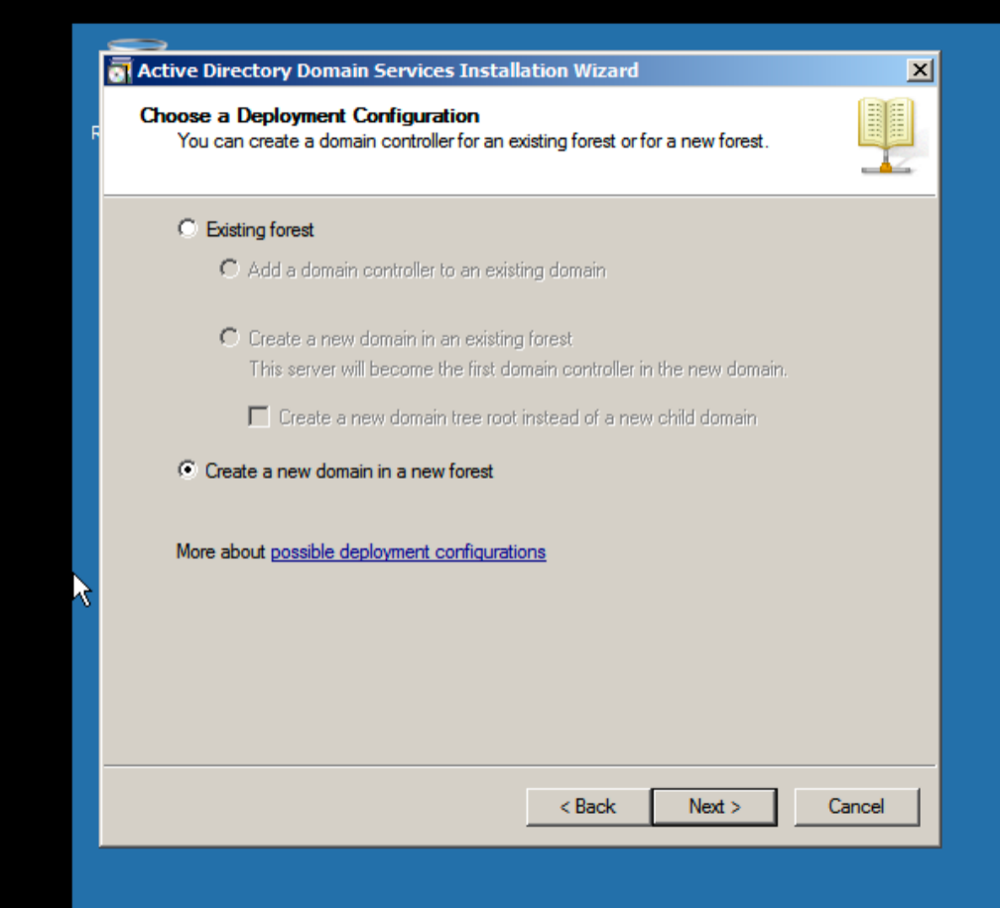 Active Directory Domain Services Installation Wizard
Choose a Deployment Configuration
You can create a domain controller for an existing forest or for a new forest.
R
Existing forest
Add a domain controller to an existing domain
Create a new domain in an existing forest
This server will become the first domain controller in the new domain.
Create a new domain tree root instead of a new child domain
Create a new domain in a new forest
More about possible deployment configurations
< Back
Next >
Cancel